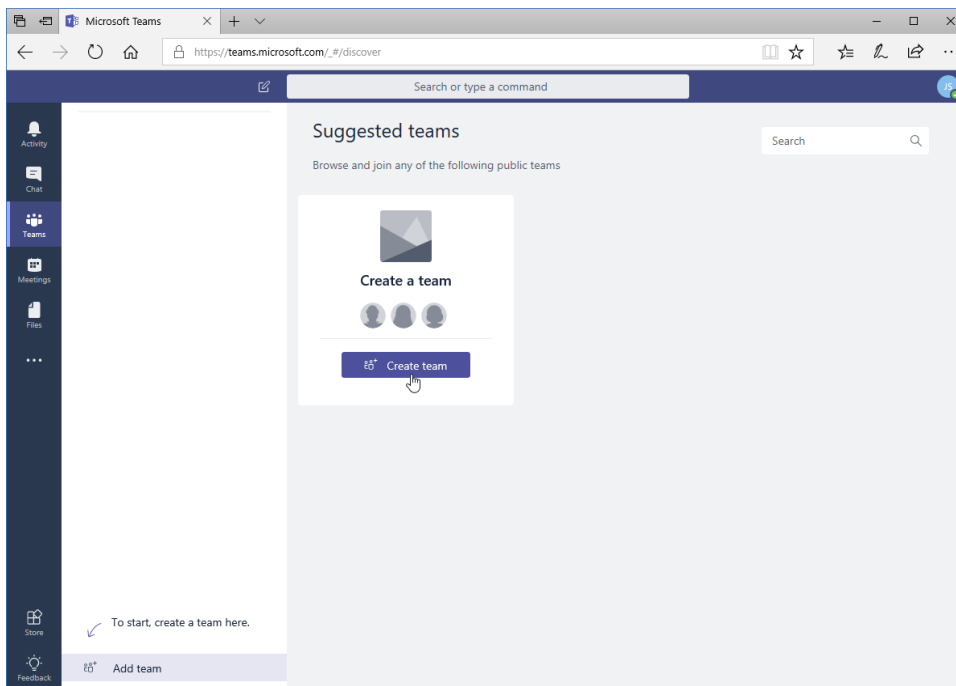 Microsoft Teams
https://teams.microsoft.com/_#/discover
Search or type a command
JS
Activity
Chat
Teams
Meetings
Files
Store
Feedback
To start, create a team here.
Add team
Suggested teams
Search
Browse and join any of the following public teams
Create a team
Create team